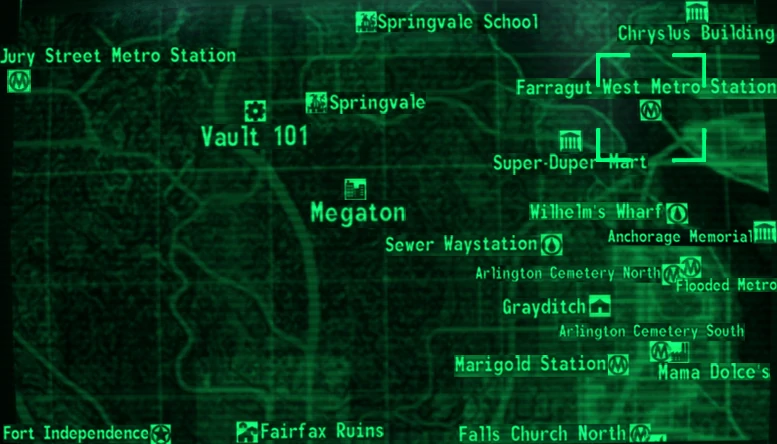 Springvale School
Chryslus Building
Jury Street Metro Station
Farragut West Metro Station
Springvale
Vault 101
Super-Duper Mart
Megaton
Wilhelm's Wharf
Anchorage Memorial
Sewer Waystation
Arlington Cemetery North
Flooded Metro
Grayditch
Arlington Cemetery South
Marigold Station
Mama Dolce's
Fort Independence
Fairfax Ruins
Falls Church North